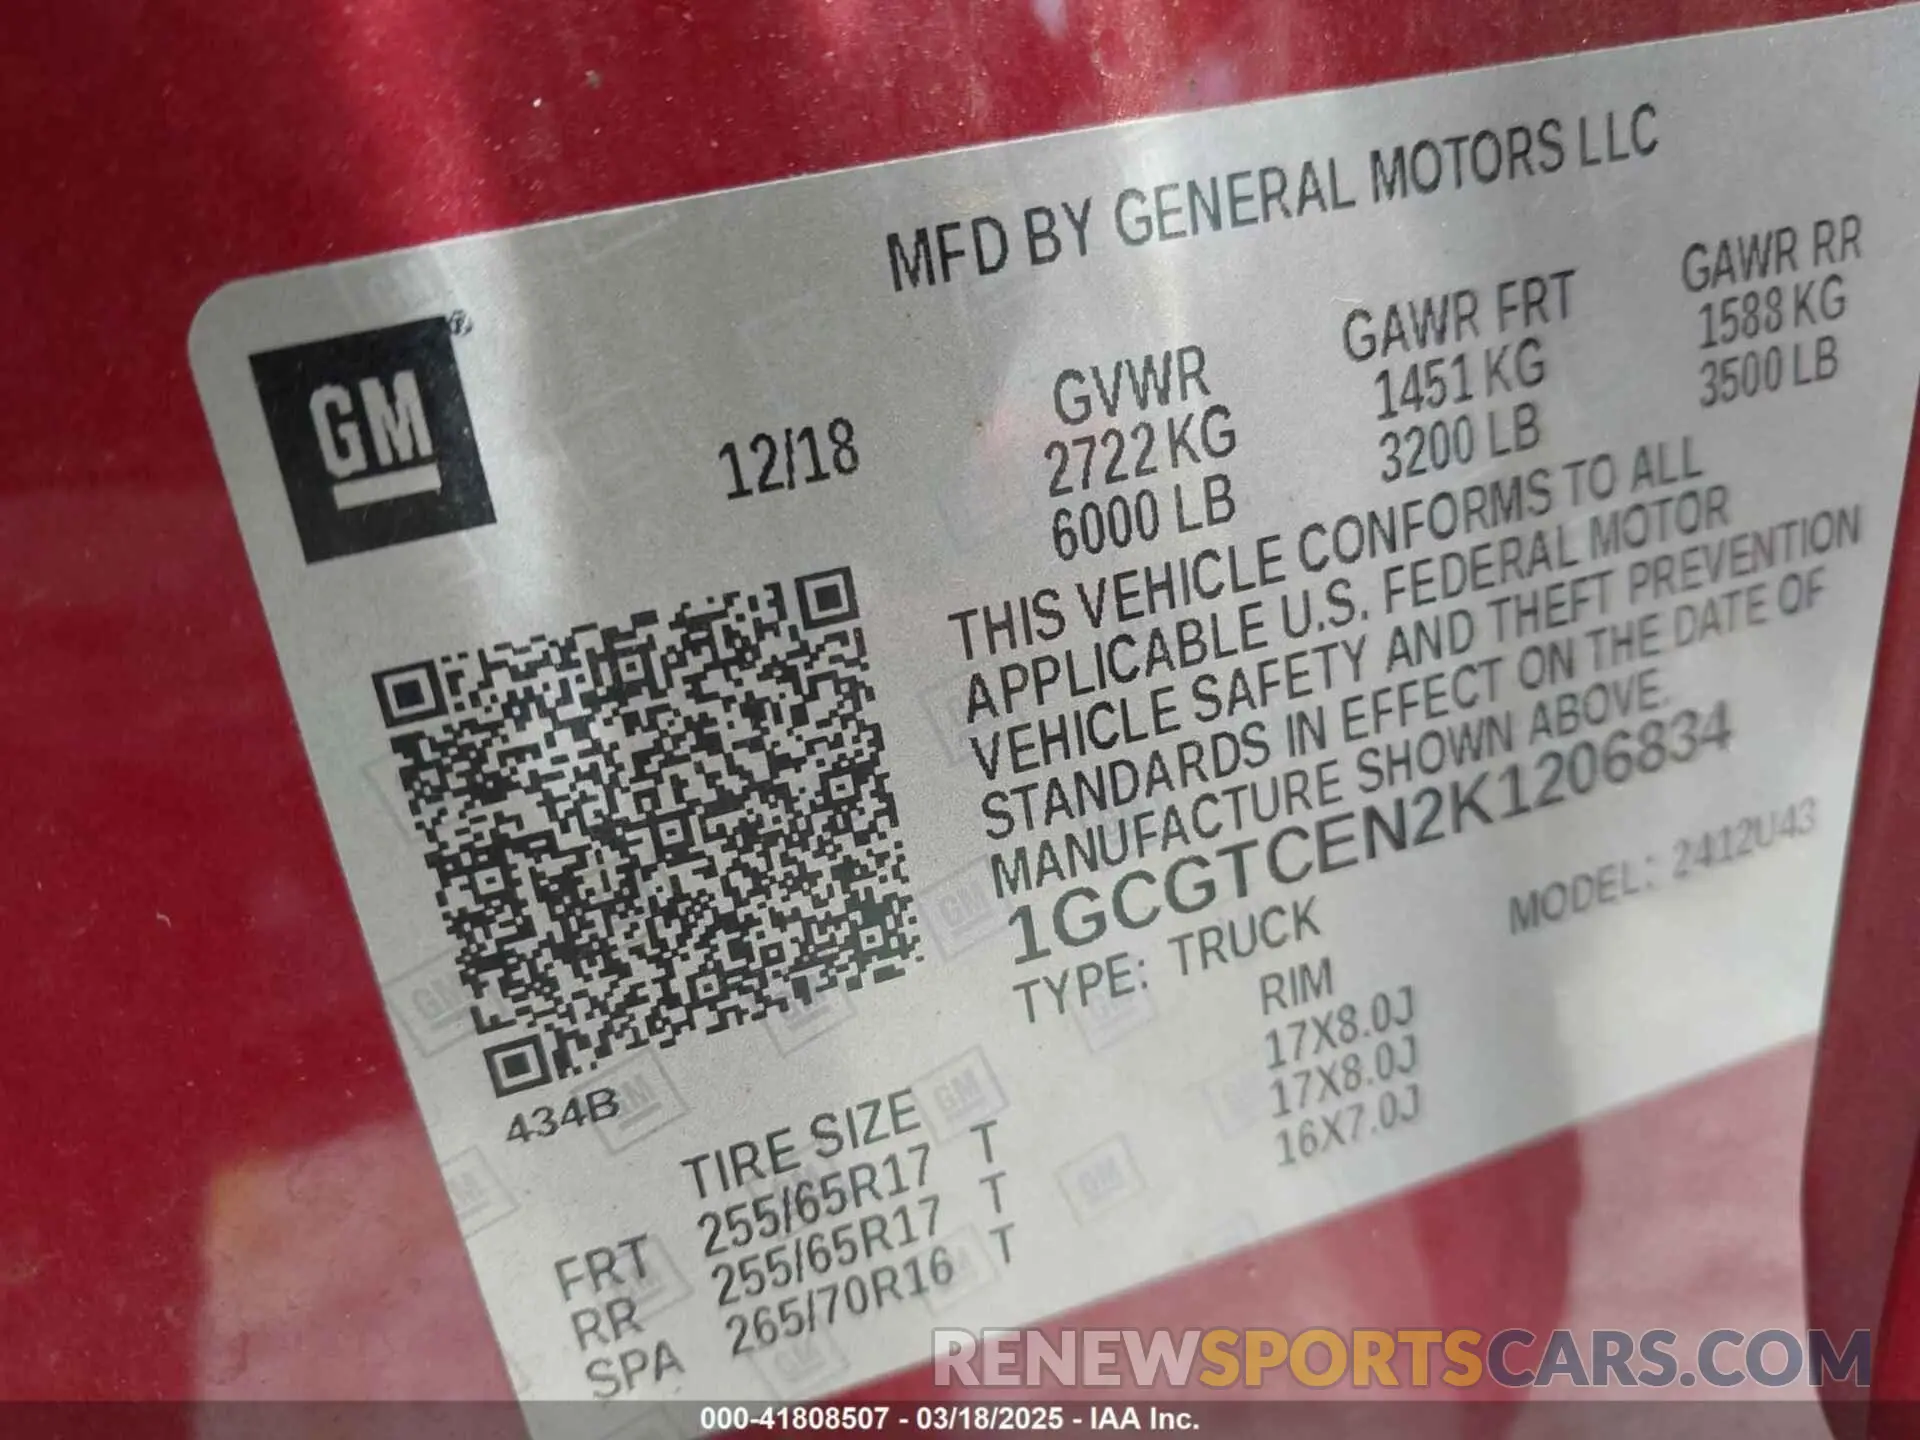 MFD BY GENERAL MOTORS LLC
GM®
12/18
GVWR
2722 KG
6000 LB
GAWR FRT
1451 KG
3200 LB
GAWR RR
1588 KG
3500 LB
THIS VEHICLE CONFORMS TO ALL
APPLICABLE U.S. FEDERAL MOTOR
VEHICLE SAFETY AND THEFT PREVENTION
STANDARDS IN EFFECT ON THE DATE OF
MANUFACTURE SHOWN ABOVE.
1GCGTCEN2K1206834
TYPE: TRUCK
MODEL: 2412U43
434B
TIRE SIZE
RIM
FRT 255/65R17 T 17X8.0J
RR 255/65R17 T 17X8.0J
SPA 265/70R16 T 16X7.0J
RENEWSPORTSCARS.COM
000-41808507 - 03/18/2025 - IAA Inc.